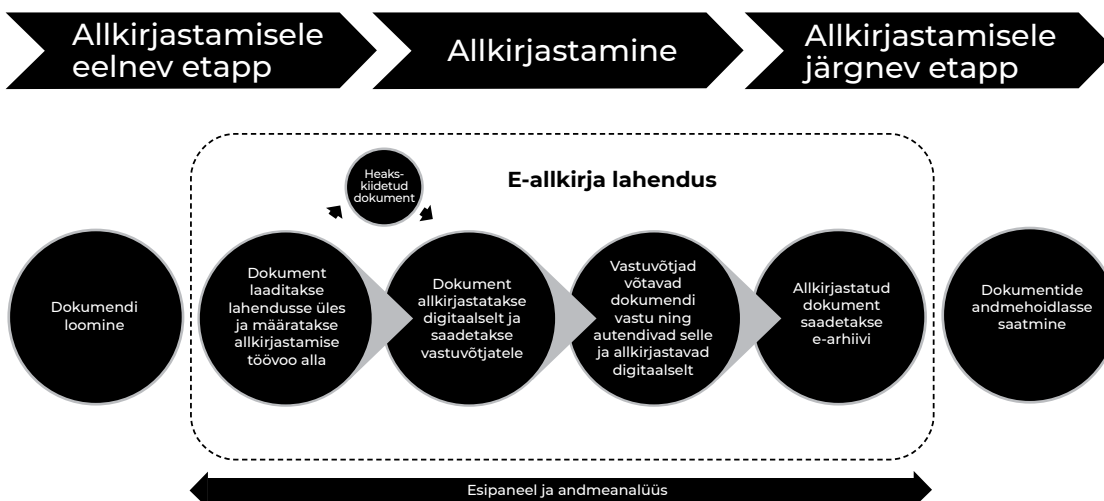 Allkirjastamisele
eelnev etapp
Allkirjastamine
Allkirjastamisele
järgnev etapp
E-allkirja lahendus
Heaks-
kiidetud
dokument
Dokumendi
loomine
Dokument
laaditakse
lahendusse üles
ja määratakse
allkirjastamise
töövoo alla
Dokument
allkirjastatakse
digitaalselt ja
saadetakse
vastuvõtjatele
Vastuvõtjad
võtavad
dokumendi
vastu ning
autendivad selle
ja allkirjastavad
digitaalselt
Allkirjastatud
dokument
saadetakse
e-arhiivi
Dokumentide
andmehoidlasse
saatmine
Esipaneel ja andmeanalüüs